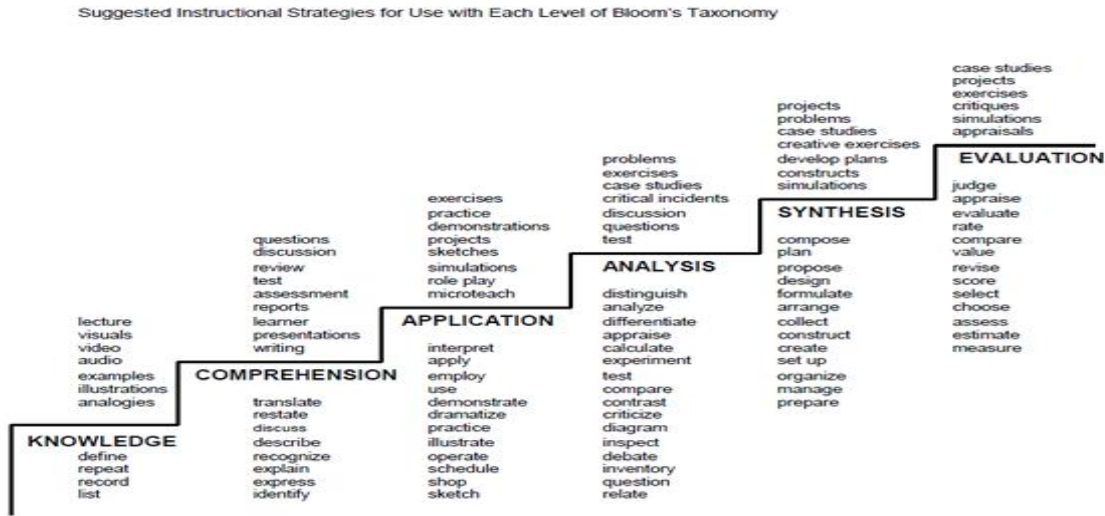 Suggested Instructional Strategies for Use with Each Level of Bloom's Taxonomy
lecture
visuals
video
audio
examples
illustrations
analogies
KNOWLEDGE
define
repeat
record
list
questions
discussion
review
test
assessment
reports
learner
presentations
writing
COMPREHENSION
translate
restate
discuss
describe
recognize
explain
express
identify
exercises
practice
demonstrations
projects
sketches
simulations
role play
microteach
APPLICATION
interpret
apply
employ
use
demonstrate
dramatize
practice
illustrate
operate
schedule
shop
sketch
problems
exercises
case studies
critical incidents
discussion
questions
test
ANALYSIS
distinguish
analyze
differentiate
appraise
calculate
experiment
test
compare
contrast
criticize
diagram
inspect
debate
inventory
question
relate
projects
problems
case studies
creative exercises
develop plans
constructs
simulations
SYNTHESIS
compose
plan
propose
design
formulate
arrange
collect
construct
create
set up
organize
manage
prepare
case studies
projects
exercises
critiques
simulations
appraisals
EVALUATION
judge
appraise
evaluate
rate
compare
value
revise
score
select
choose
assess
estimate
measure